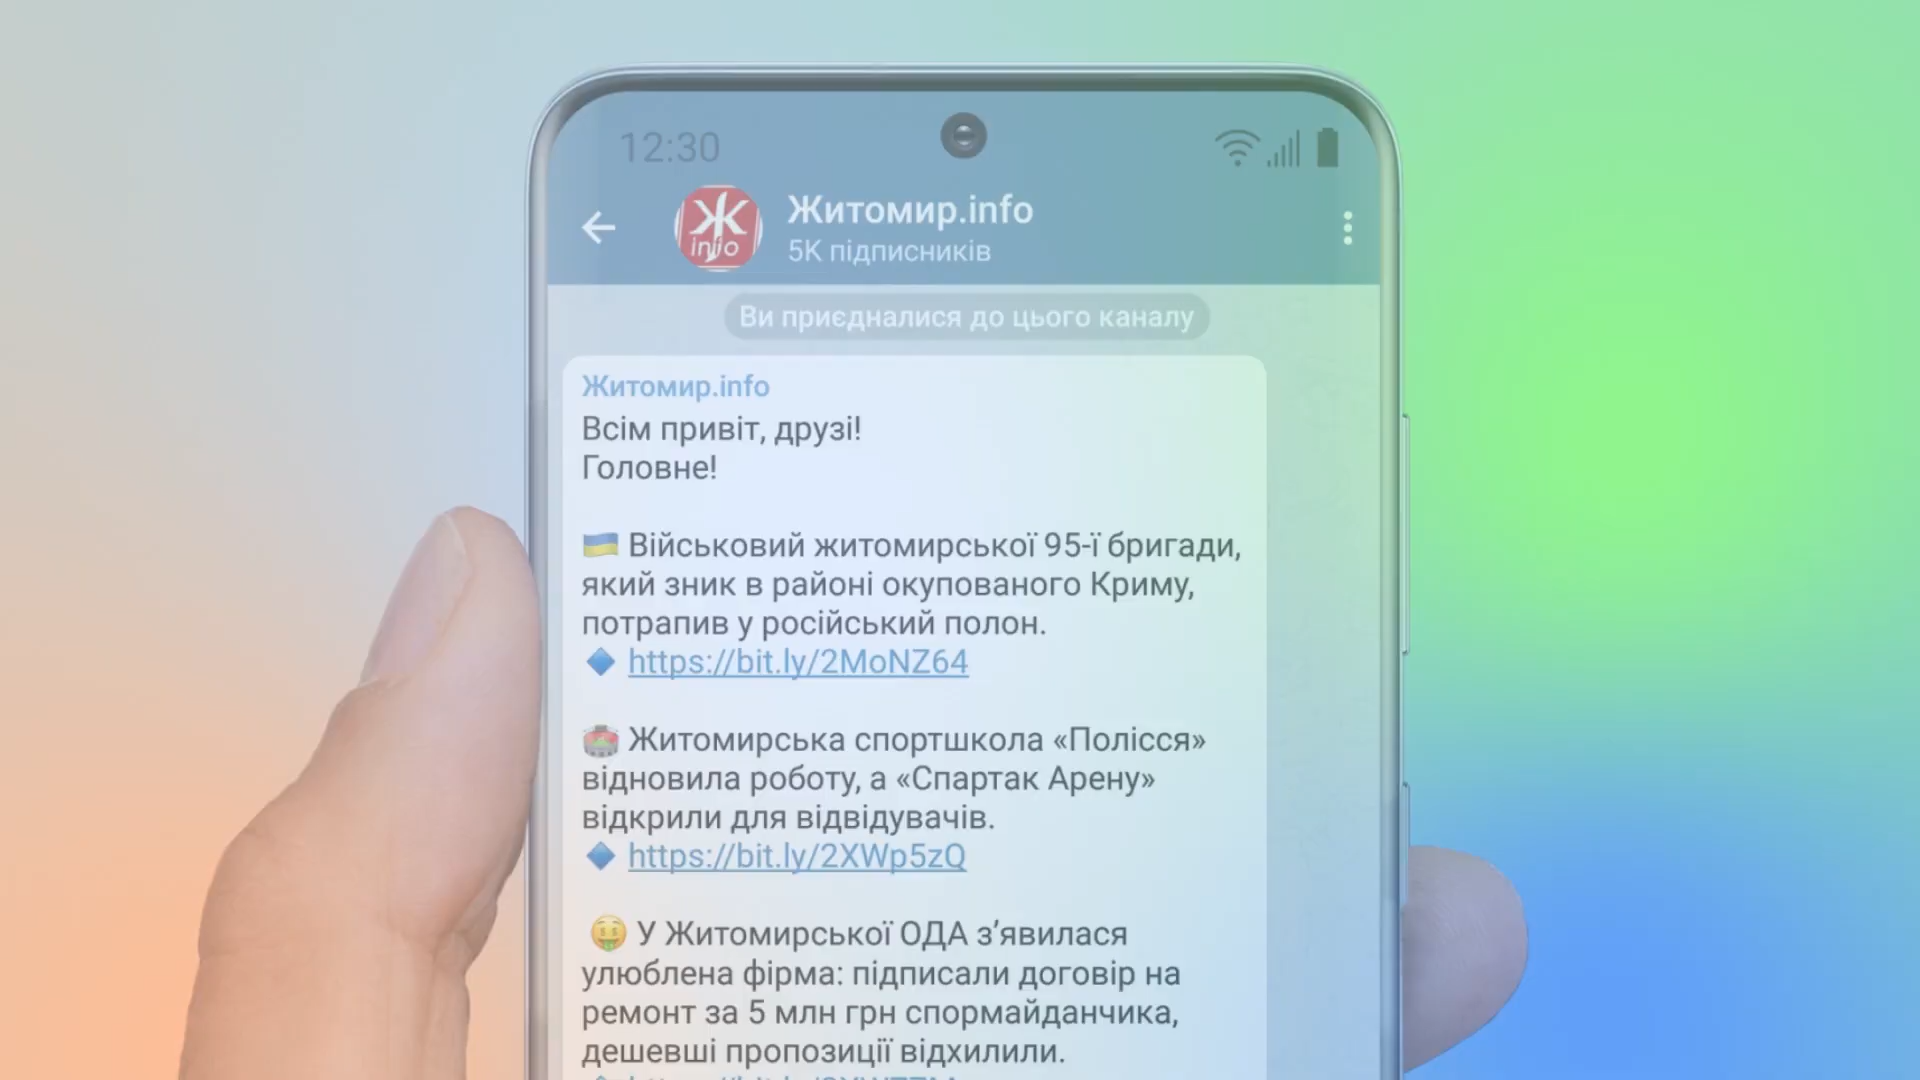 12:30
Житомир.info
5K підписників
Ж
info
Ви приєдналися до цього каналу
Житомир.info
Всім привіт, друзі!
Головне!
Військовий житомирської 95-ї бригади,
який зник в районі окупованого Криму,
потрапив у російський полон.
https://bit.ly/2MoNZ64
Житомирська спортшкола «Полісся»
відновила роботу, а «Спартак Арену»
відкрили для відвідувачів.
https://bit.ly/2XWp5zQ
У Житомирської ОДА з’явилася
улюблена фірма: підписали договір на
ремонт за 5 млн грн спормайданчика,
дешевші пропозиції відхилили.